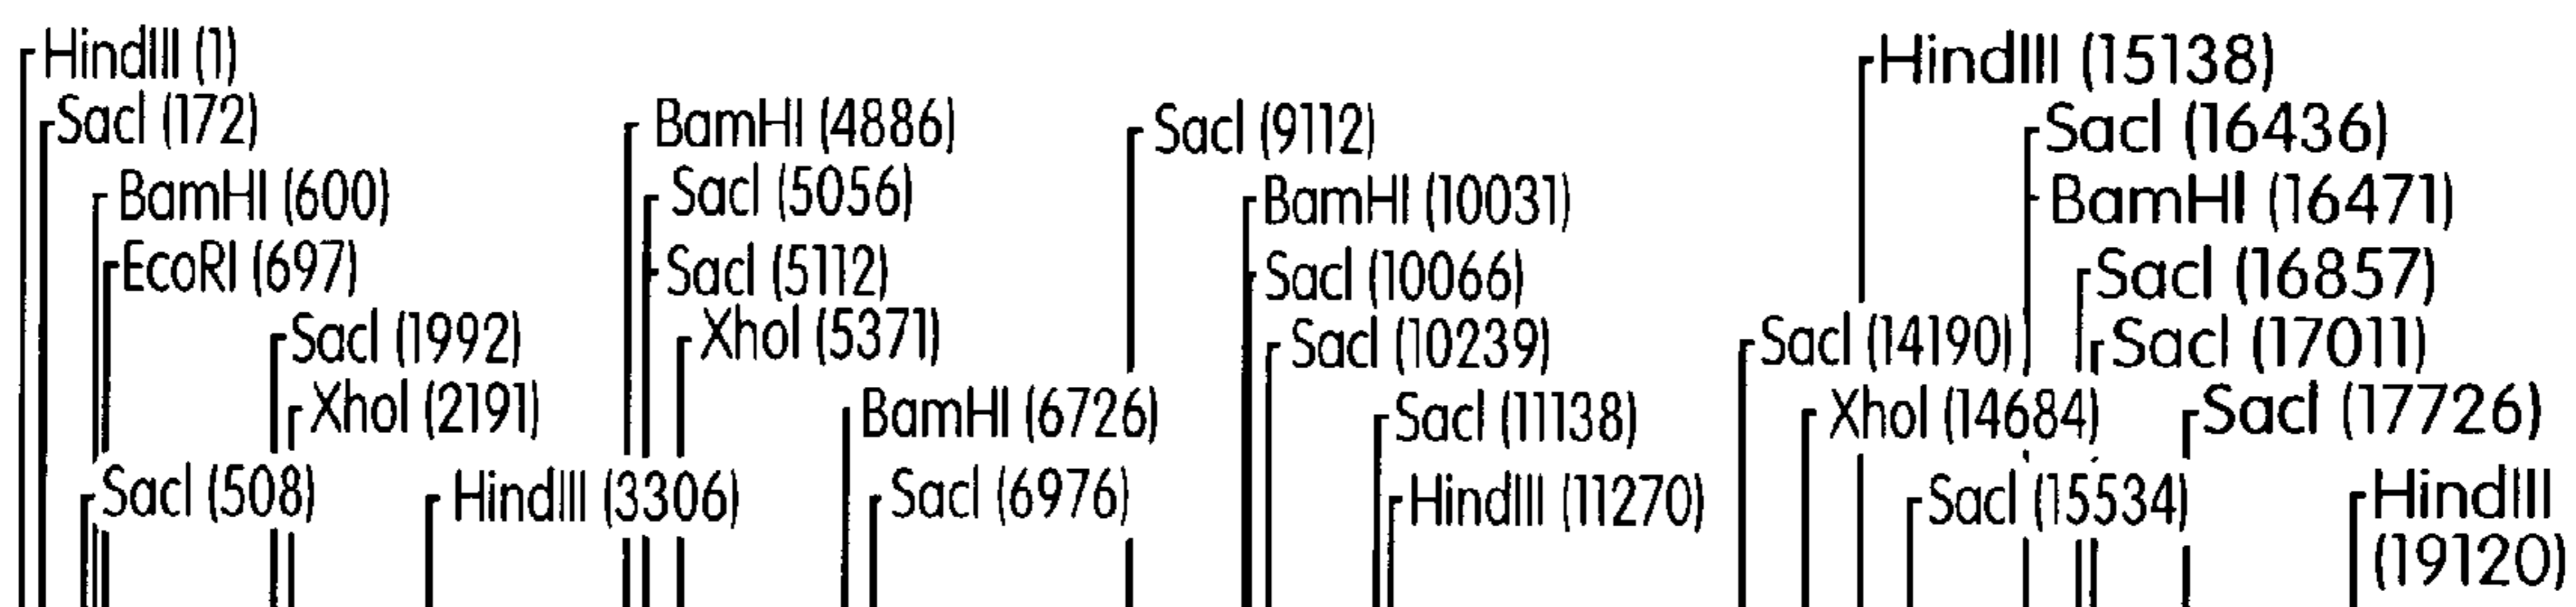 HindIII (1)
SacI (172)
BamHI (600)
EcoRI (697)
SacI (1992)
XhoI (2191)
SacI (508)
HindIII (3306)
BamHI (4886)
SacI (5056)
SacI (5112)
XhoI (5371)
BamHI (6726)
SacI (6976)
SacI (9112)
BamHI (10031)
SacI (10066)
SacI (10239)
SacI (11138)
HindIII (11270)
HindIII (15138)
SacI (16436)
BamHI (16471)
SacI (16857)
SacI (14190)
SacI (17011)
XhoI (14684)
SacI (17726)
SacI (15534)
HindIII
(19120)